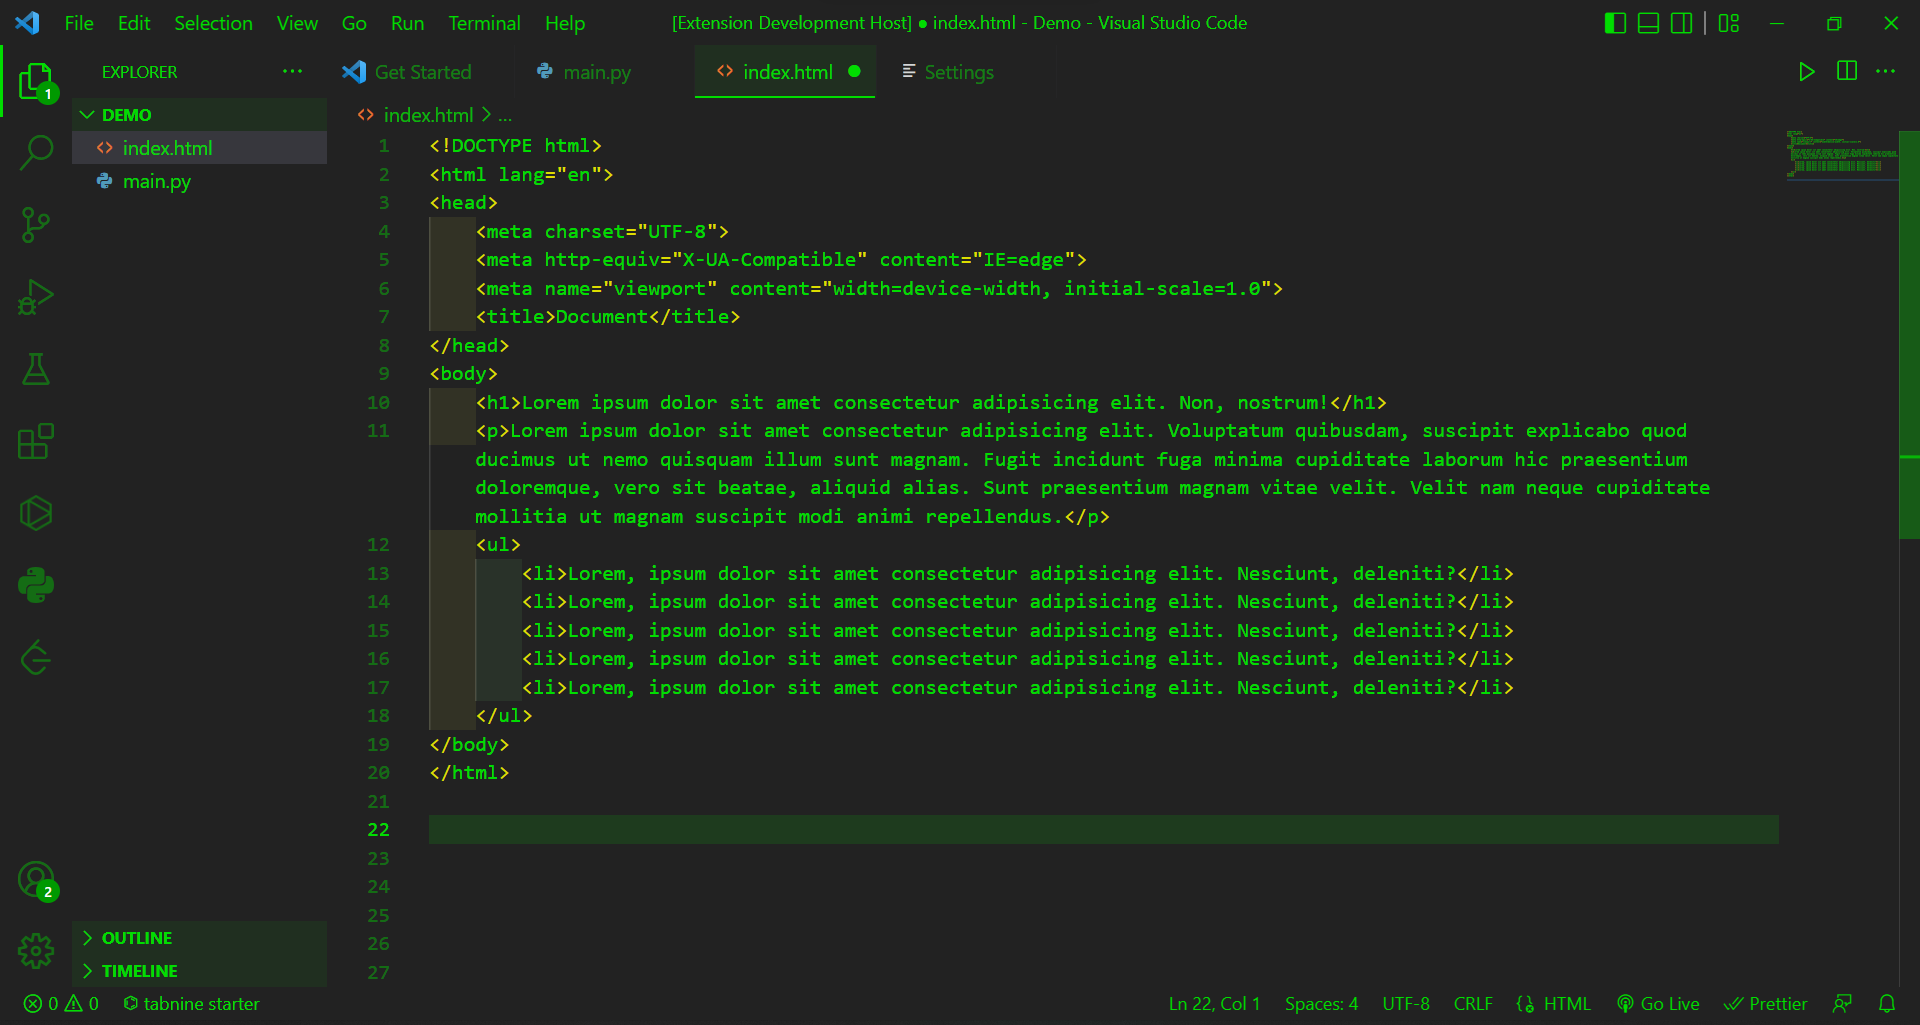 File Edit Selection View Go Run Terminal Help
[Extension Development Host] ● index.html - Demo - Visual Studio Code
EXPLORER
Get Started
main.py
index.html
Settings
1
DEMO
index.html
main.py
index.html > ...
1 <!DOCTYPE html>
2 <html lang="en">
3 <head>
4 <meta charset="UTF-8">
5 <meta http-equiv="X-UA-Compatible" content="IE=edge">
6 <meta name="viewport" content="width=device-width, initial-scale=1.0">
7 <title>Document</title>
8 </head>
9 <body>
10 <h1>Lorem ipsum dolor sit amet consectetur adipisicing elit. Non, nostrum!</h1>
11 <p>Lorem ipsum dolor sit amet consectetur adipisicing elit. Voluptatum quibusdam, suscipit explicabo quod
ducimus ut nemo quisquam illum sunt magnam. Fugit incidunt fuga minima cupiditate laborum hic praesentium
doloremque, vero sit beatae, aliquid alias. Sunt praesentium magnam vitae velit. Velit nam neque cupiditate
mollitia ut magnam suscipit modi animi repellendus.</p>
12 <ul>
13 <li>Lorem, ipsum dolor sit amet consectetur adipisicing elit. Nesciunt, deleniti?</li>
14 <li>Lorem, ipsum dolor sit amet consectetur adipisicing elit. Nesciunt, deleniti?</li>
15 <li>Lorem, ipsum dolor sit amet consectetur adipisicing elit. Nesciunt, deleniti?</li>
16 <li>Lorem, ipsum dolor sit amet consectetur adipisicing elit. Nesciunt, deleniti?</li>
17 <li>Lorem, ipsum dolor sit amet consectetur adipisicing elit. Nesciunt, deleniti?</li>
18 </ul>
19 </body>
20 </html>
21
22
23
24
25
26
27
2
OUTLINE
TIMELINE
0 0 tabnine starter
Ln 22, Col 1 Spaces: 4 UTF-8 CRLF HTML Go Live Prettier